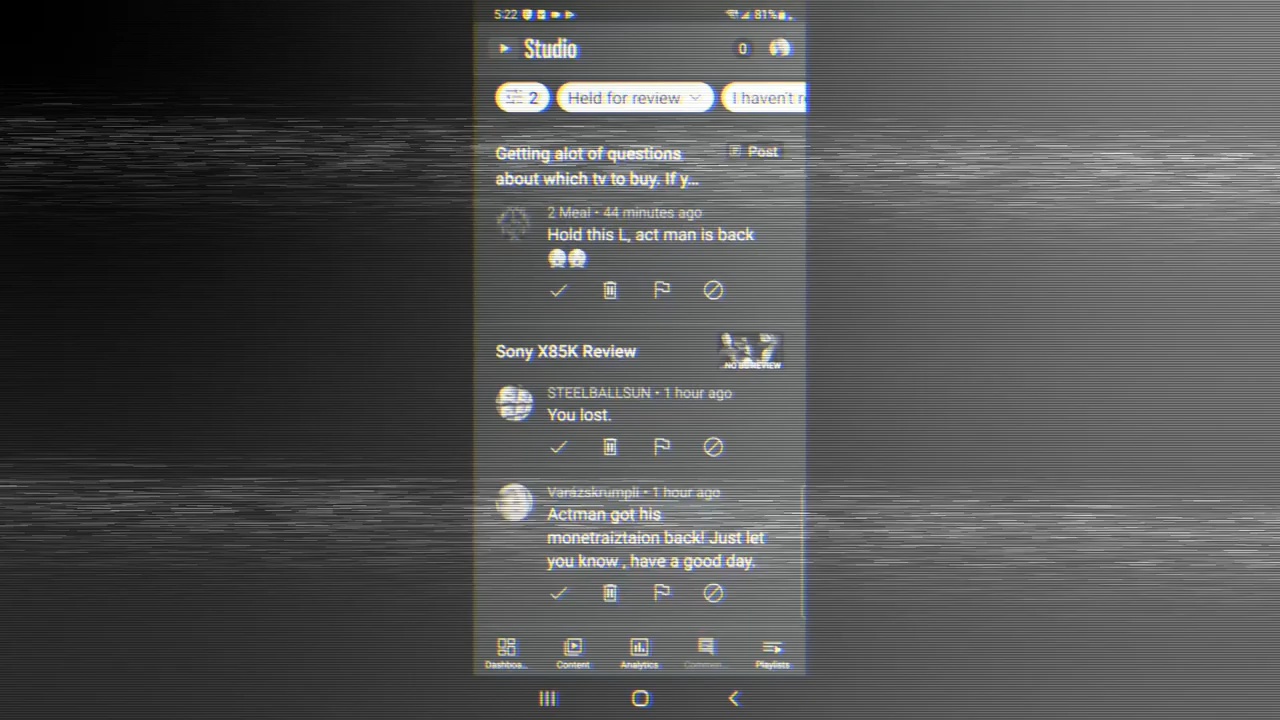 5:22 81%
Studio 0
2 Held for review I haven't r
Getting alot of questions Post
about which tv to buy. If y...
2 Meal • 44 minutes ago
Hold this L, act man is back
Sony X85K Review
STEELBALLSUN • 1 hour ago
You lost.
Varázskrumpli • 1 hour ago
Actman got his
monetraiztaion back! Just let
you know , have a good day.
Dashboa... Content Analytics Commen... Playlists